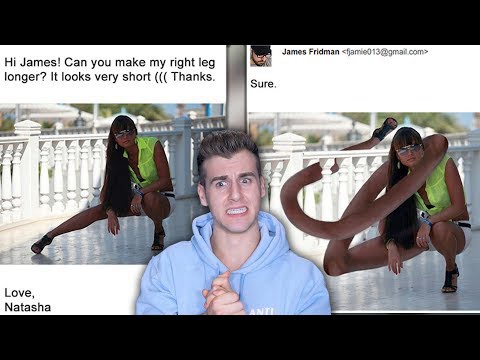 Hi James! Can you make my right leg
longer? It looks very short ((( Thanks.
Love,
Natasha
James Fridman <fjamie013@gmail.com>
Sure.
ANTI